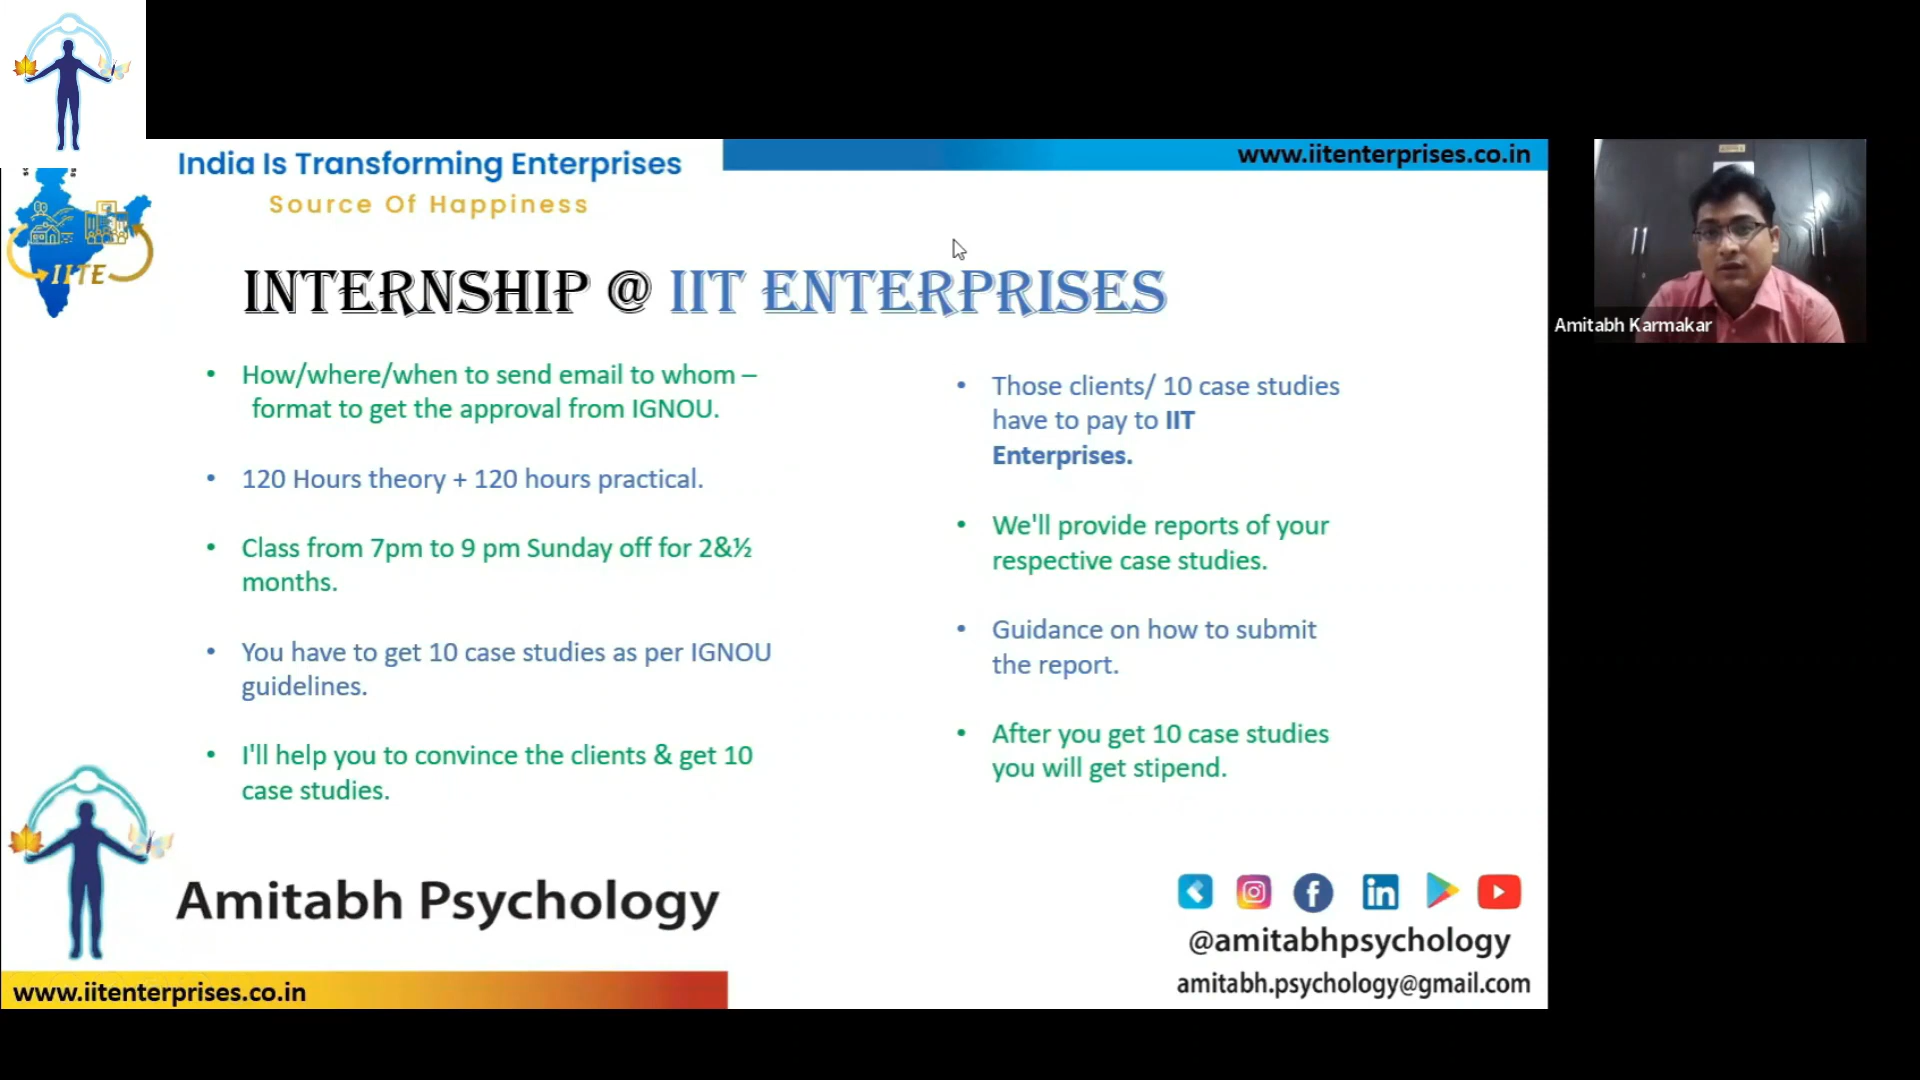 India Is Transforming Enterprises
Source Of Happiness
www.iitenterprises.co.in
IITE
INTERNSHIP @ IIT ENTERPRISES
• How/where/when to send email to whom –
format to get the approval from IGNOU.
• 120 Hours theory + 120 hours practical.
• Class from 7pm to 9 pm Sunday off for 2&½
months.
• You have to get 10 case studies as per IGNOU
guidelines.
• I'll help you to convince the clients & get 10
case studies.
• Those clients/ 10 case studies
have to pay to IIT
Enterprises.
• We'll provide reports of your
respective case studies.
• Guidance on how to submit
the report.
• After you get 10 case studies
you will get stipend.
Amitabh Karmakar
Amitabh Psychology
@amitabhpsychology
amitabh.psychology@gmail.com
www.iitenterprises.co.in